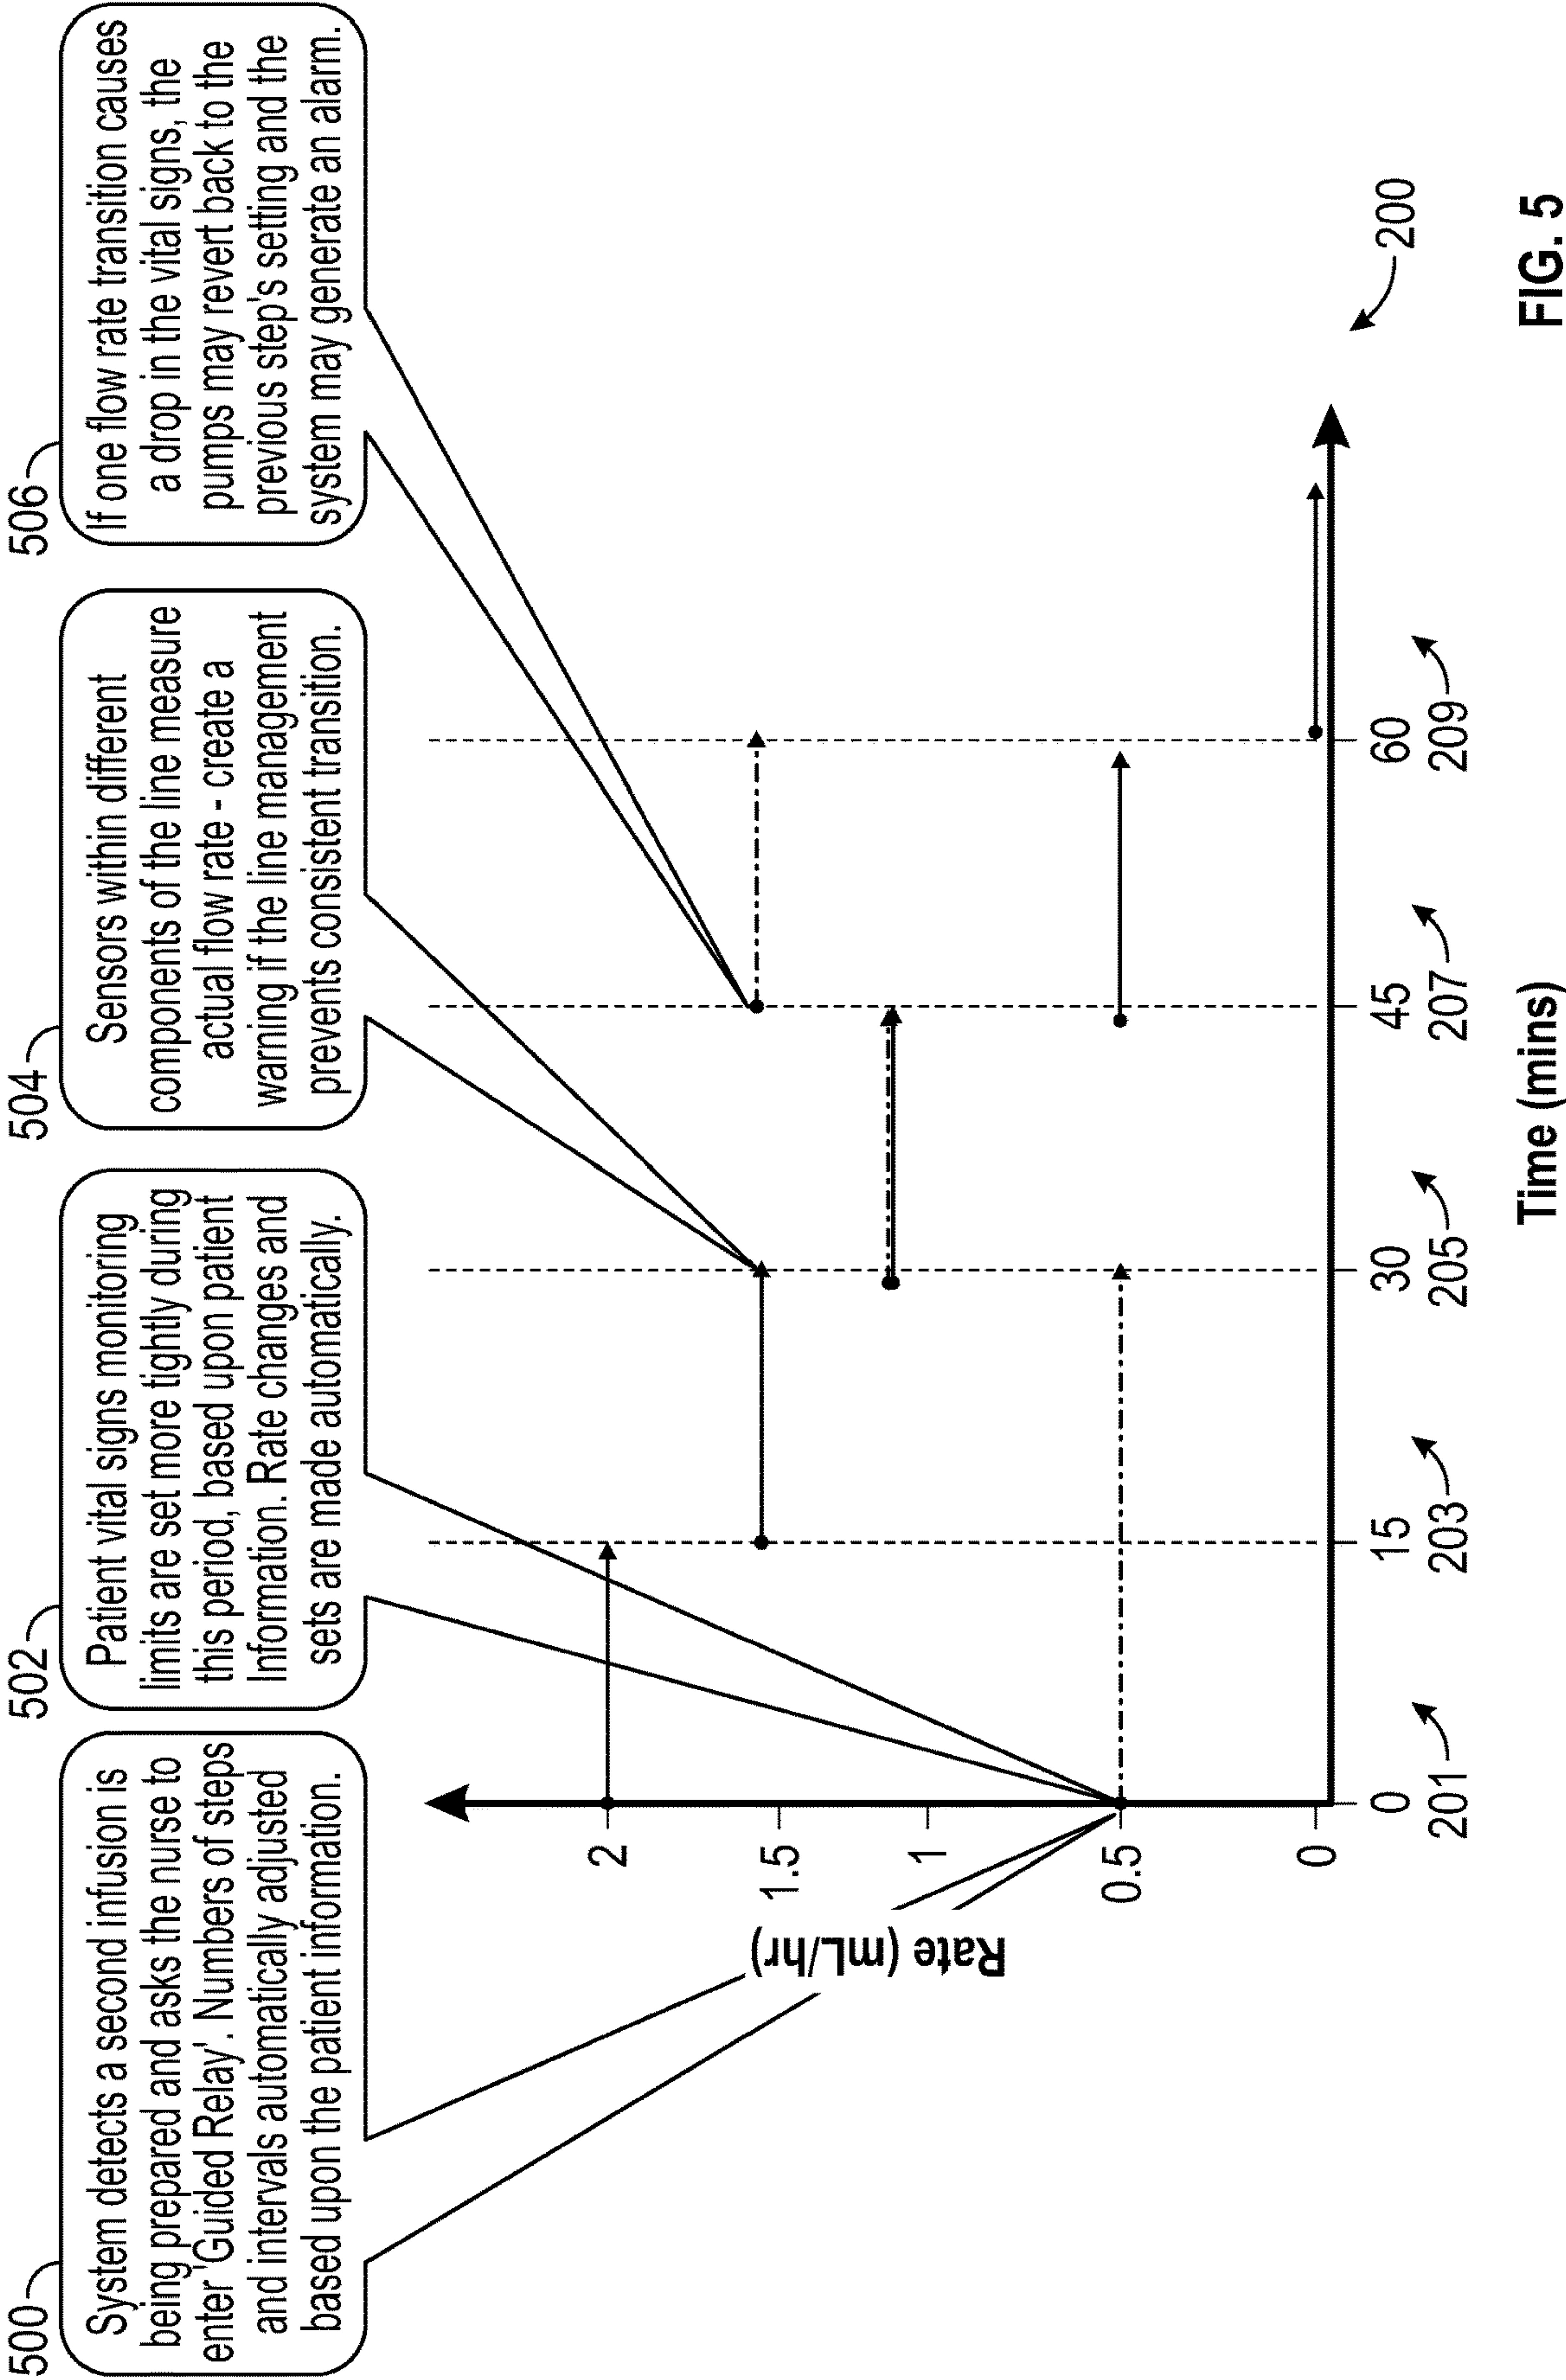 500
System detects a second infusion is
being prepared and asks the nurse to
enter 'Guided Relay'. Numbers of steps
and intervals automatically adjusted
based upon the patient information.
502
Patient vital signs monitoring
limits are set more tightly during
this period, based upon patient
Information. Rate changes and
sets are made automatically.
504
Sensors within different
components of the line measure
actual flow rate - create a
warning if the line management
prevents consistent transition.
506
If one flow rate transition causes
a drop in the vital signs, the
pumps may revert back to the
previous step's setting and the
system may generate an alarm.
Rate (mL/hr)
2
1.5
1
0.5
0
0
15
30
45
60
201
203
205
207
209
Time (mins)
200
FIG. 5